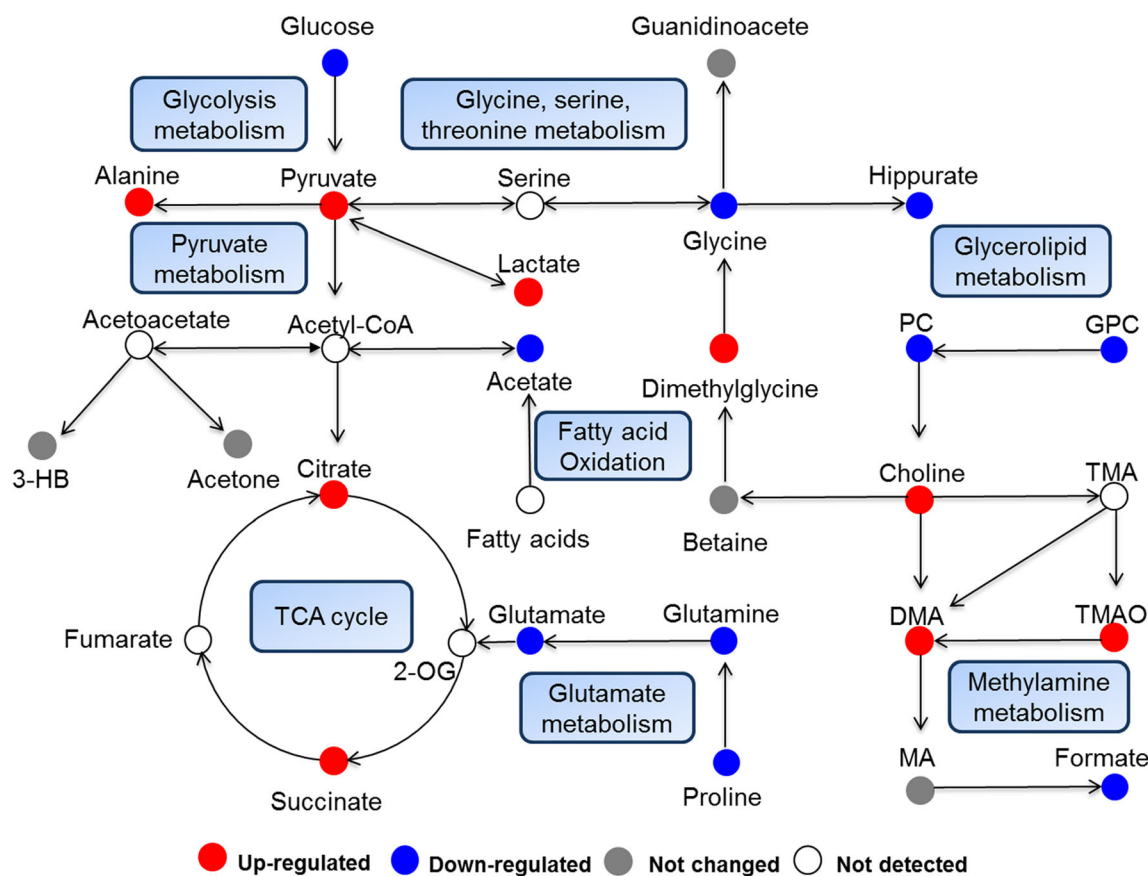 Glucose
Guanidinoacete
Glycolysis
metabolism
Glycine, serine,
threonine metabolism
Alanine
Pyruvate
Serine
Hippurate
Pyruvate
metabolism
Lactate
Glycine
Glycerolipid
metabolism
Acetoacetate
Acetyl-CoA
Acetate
Dimethylglycine
PC
GPC
Fatty acid
Oxidation
3-HB
Acetone
Citrate
Choline
TMA
Fatty acids
Betaine
TCA cycle
Fumarate
2-OG
Glutamate
Glutamine
DMA
TMAO
Glutamate
metabolism
Methylamine
metabolism
MA
Formate
Succinate
Proline
Up-regulated
Down-regulated
Not changed
Not detected